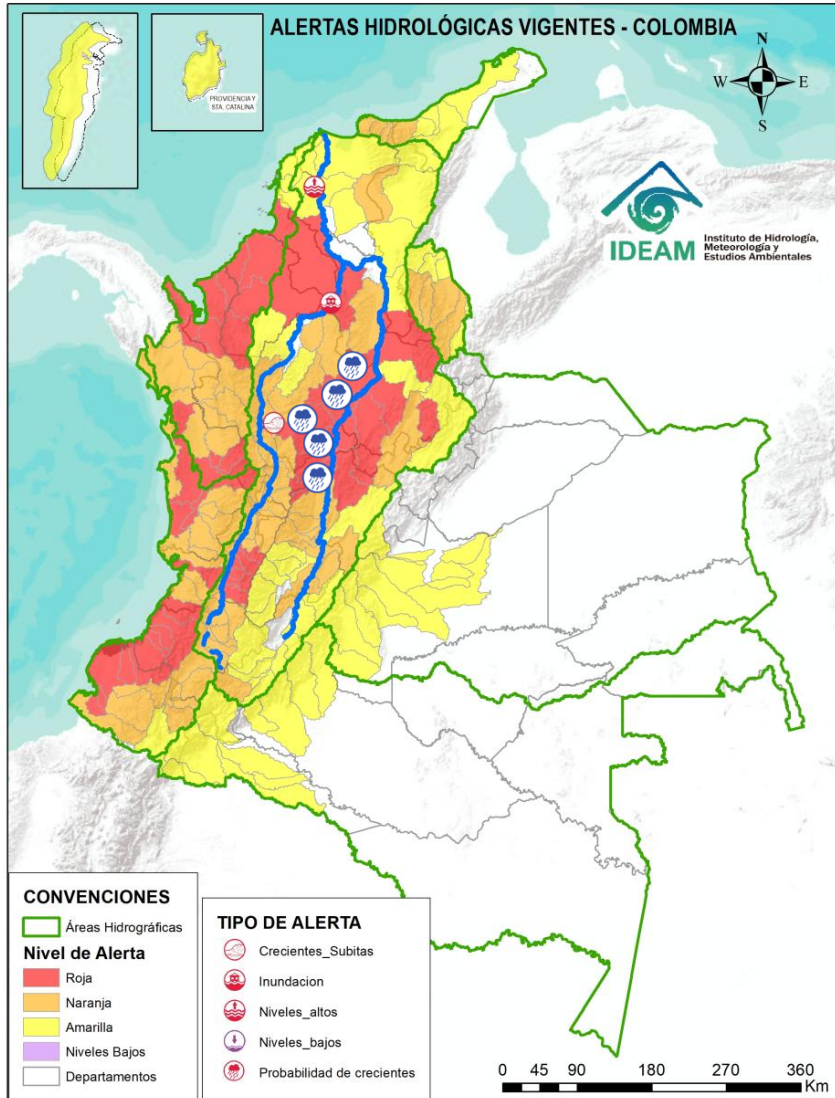 ALERTAS HIDROLÓGICAS VIGENTES - COLOMBIA
PROVIDENCIA Y
STA. CATALINA
N
W
E
S
IDEAM
Instituto de Hidrología,
Meteorología y
Estudios Ambientales
CONVENCIONES
Áreas Hidrográficas
Nivel de Alerta
Roja
Naranja
Amarilla
Niveles Bajos
Departamentos
TIPO DE ALERTA
Crecientes_Subitas
Inundacion
Niveles_altos
Niveles_bajos
Probabilidad de crecientes
0 45 90 180 270 360
Km